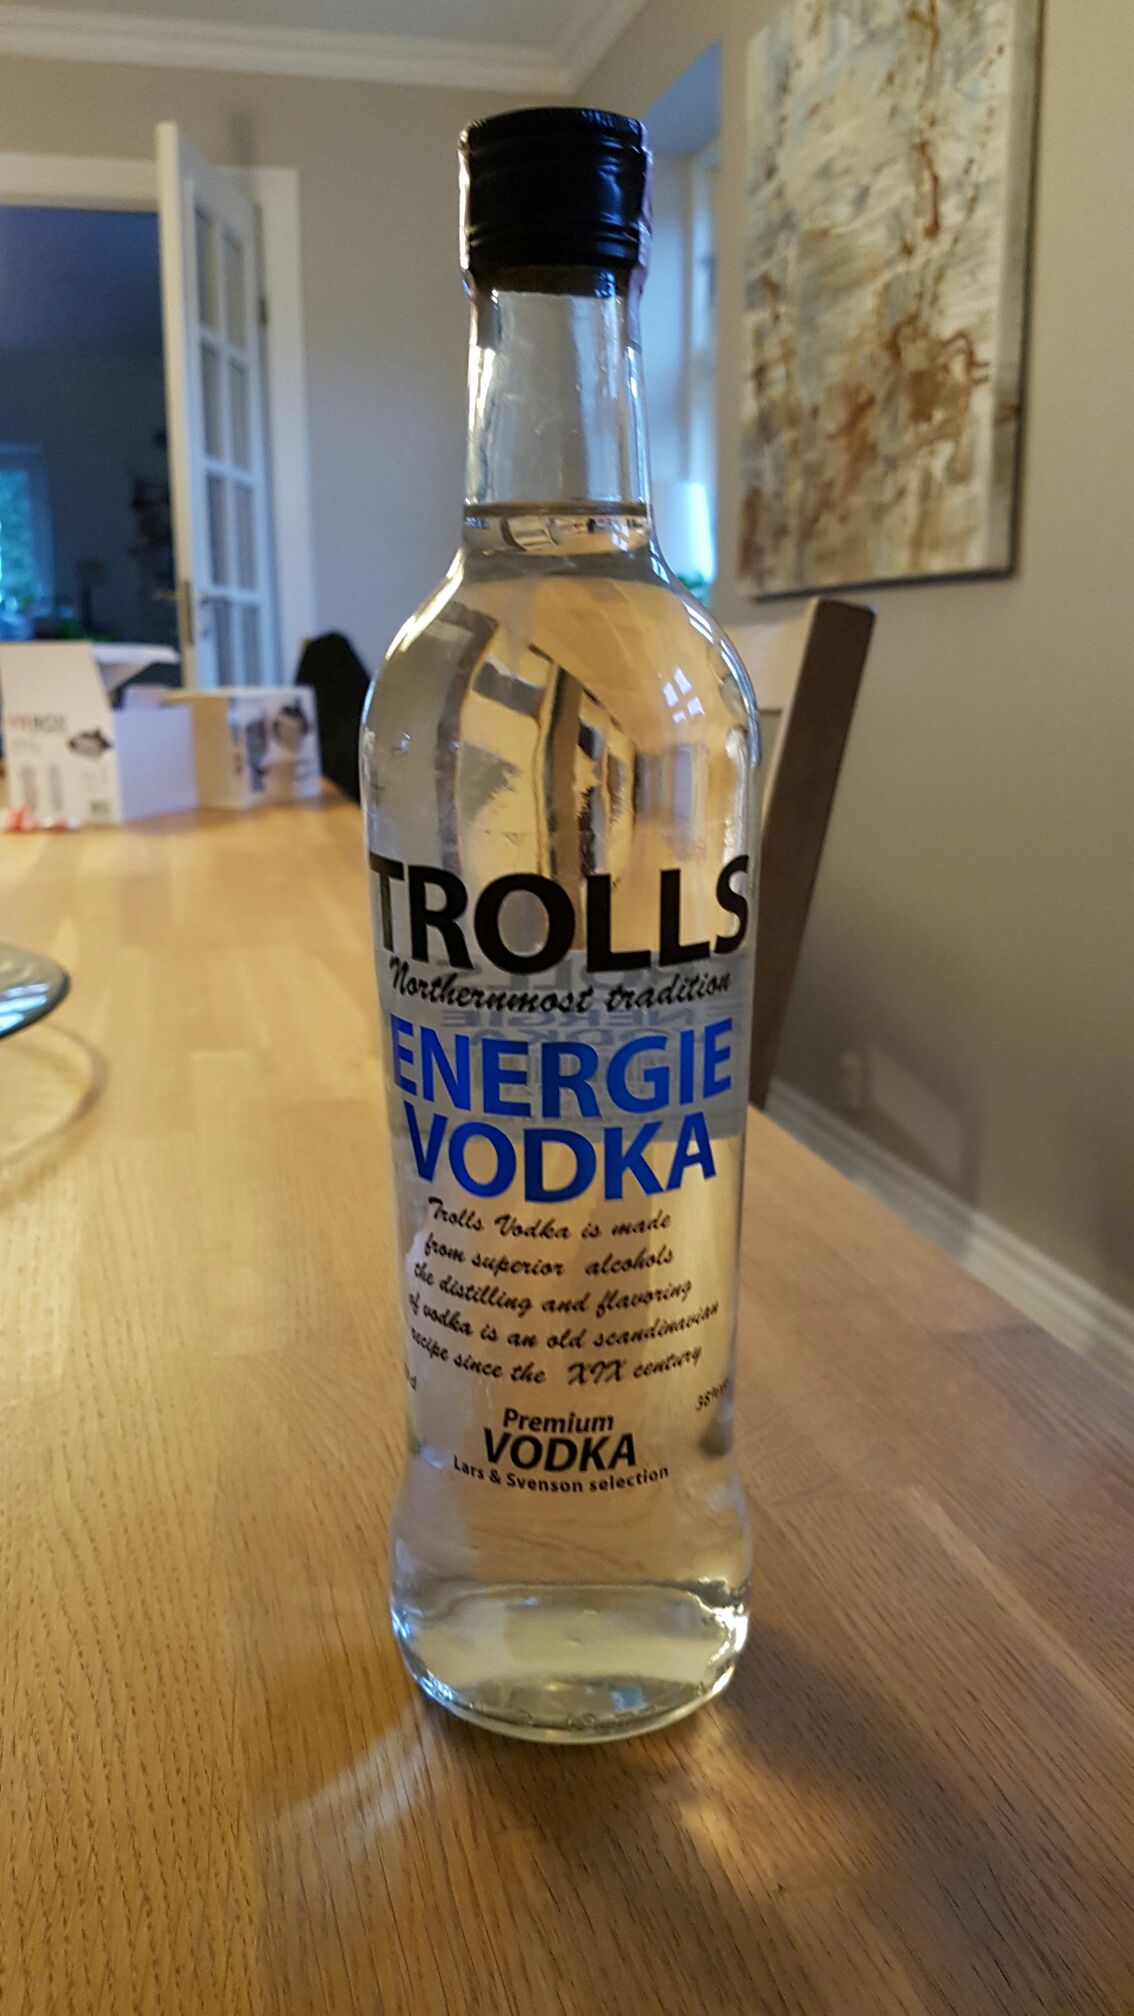 TROLLS
Northernmost tradition
ENERGIE
VODKA
Trolls Vodka is made
from superior alcohols
the distilling and flavoring
of vodka is an old scandinavian
recipe since the XIX century
38%
Premium
VODKA
Lars & Svenson selection